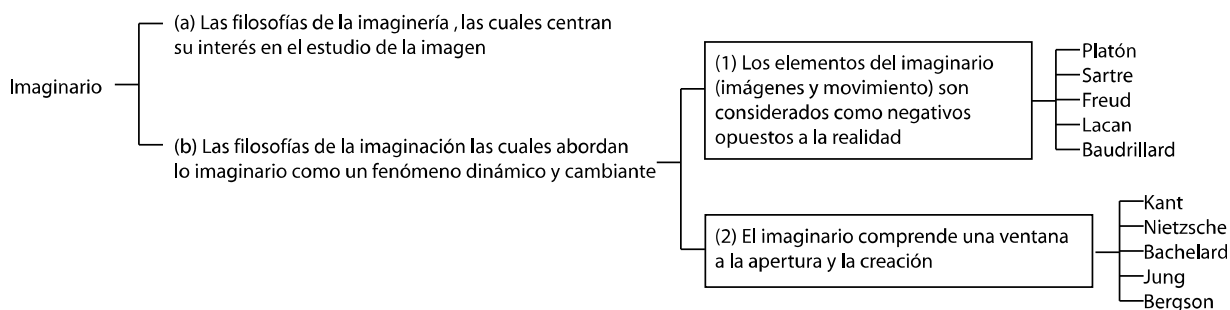 Imaginario
(a) Las filosofías de la imaginería , las cuales centran
su interés en el estudio de la imagen
(b) Las filosofías de la imaginación las cuales abordan
lo imaginario como un fenómeno dinámico y cambiante
(1) Los elementos del imaginario
(imágenes y movimiento) son
considerados como negativos
opuestos a la realidad
Platón
Sartre
Freud
Lacan
Baudrillard
(2) El imaginario comprende una ventana
a la apertura y la creación
Kant
Nietzsche
Bachelard
Jung
Bergson